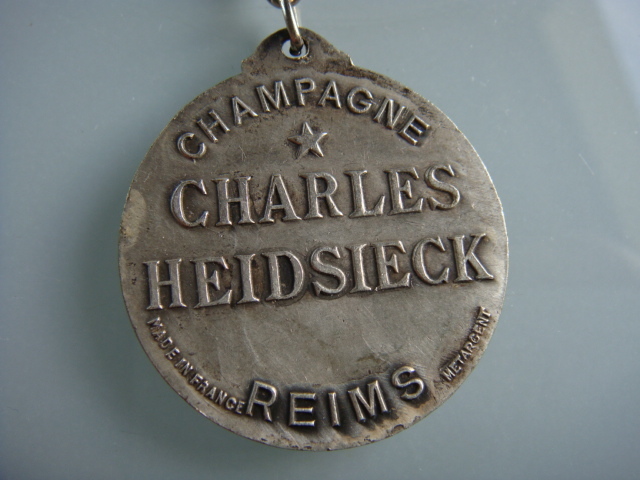 CHAMPAGNE
CHARLES
HEIDSIECK
MADE IN FRANCE
REIMS
METARGENT